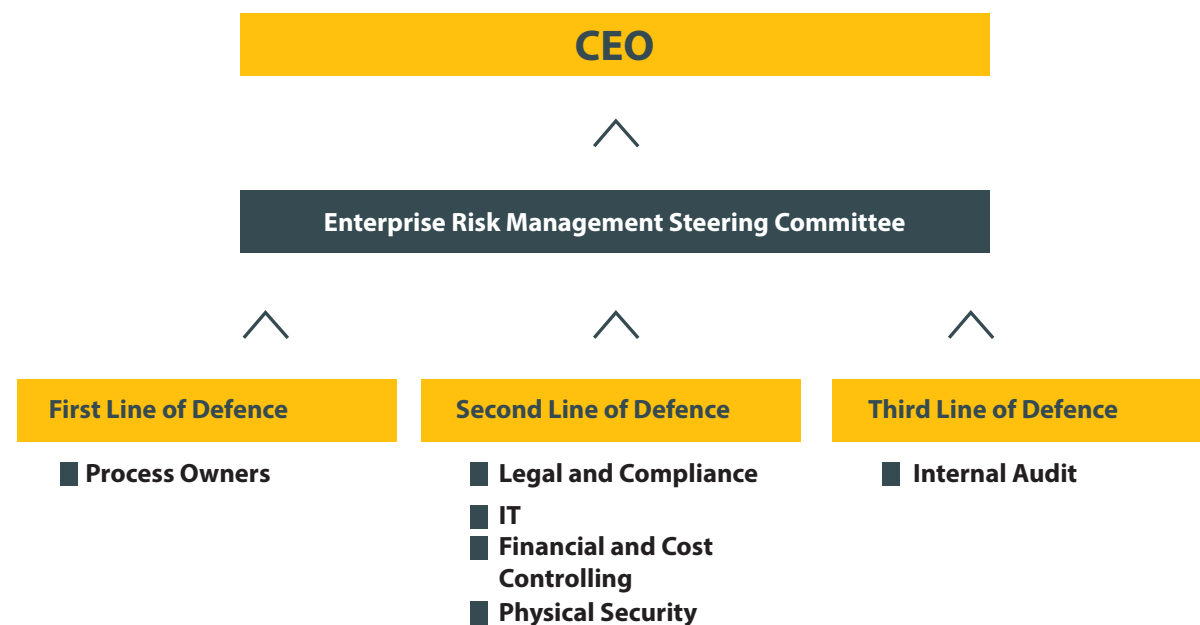 CEO
Enterprise Risk Management Steering Committee
First Line of Defence
Process Owners
Second Line of Defence
Legal and Compliance
IT
Financial and Cost
Controlling
Physical Security
Third Line of Defence
Internal Audit